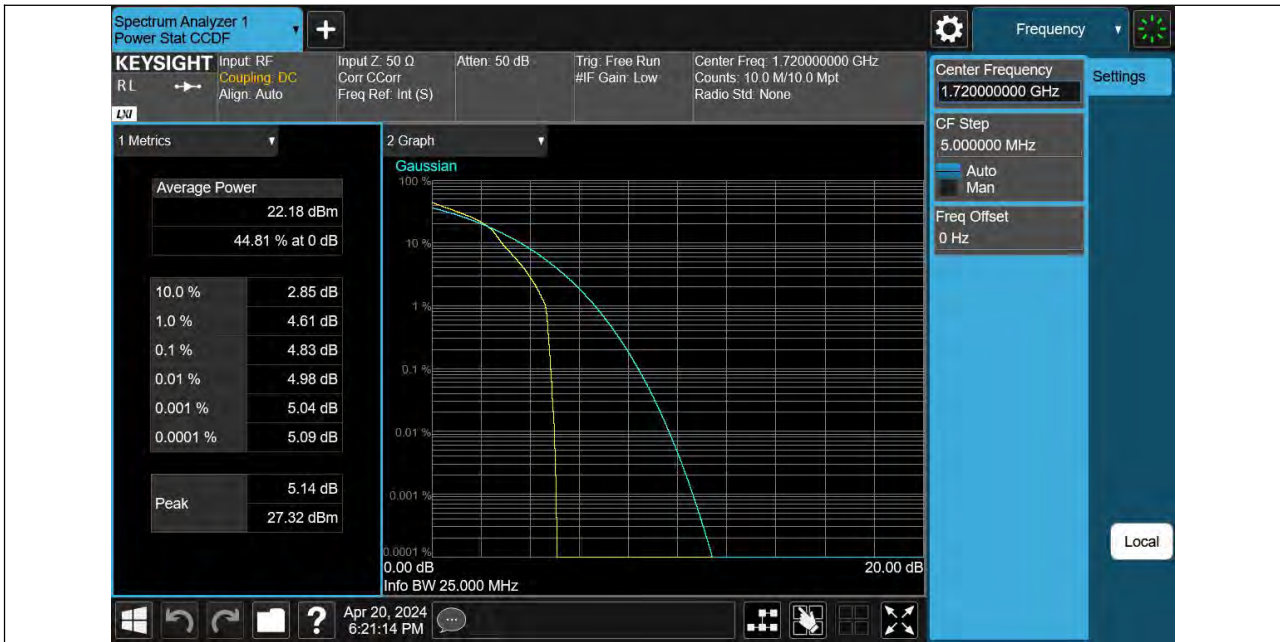 Spectrum Analyzer 1
Power Stat CCDF
Frequency
KEYSIGHT
RL
LXI
Input: RF
Coupling: DC
Align: Auto
Input Z: 50 Ω
Corr CCorr
Freq Ref: Int (S)
Atten: 50 dB
Trig: Free Run
#IF Gain: Low
Center Freq: 1.720000000 GHz
Counts: 10.0 M/10.0 Mpt
Radio Std: None
Center Frequency
1.720000000 GHz
Settings
CF Step
5.000000 MHz
Auto
Man
Freq Offset
0 Hz
1 Metrics
Average Power
22.18 dBm
44.81 % at 0 dB
10.0 % 2.85 dB
1.0 % 4.61 dB
0.1 % 4.83 dB
0.01 % 4.98 dB
0.001 % 5.04 dB
0.0001 % 5.09 dB
Peak
5.14 dB
27.32 dBm
2 Graph
Gaussian
100 %
10 %
1 %
0.1 %
0.01 %
0.001 %
0.0001 %
0.00 dB 20.00 dB
Info BW 25.000 MHz
Local
?
Apr 20, 2024
6:21:14 PM